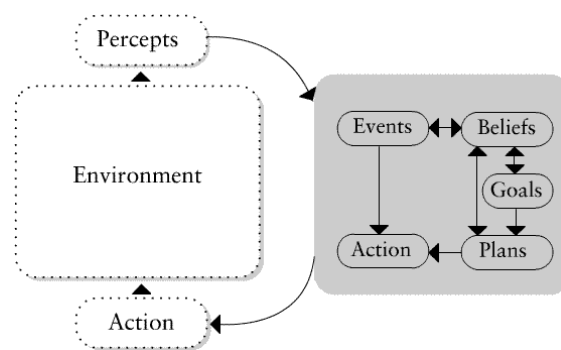 Percepts
Environment
Action
Events
Beliefs
Goals
Action
Plans